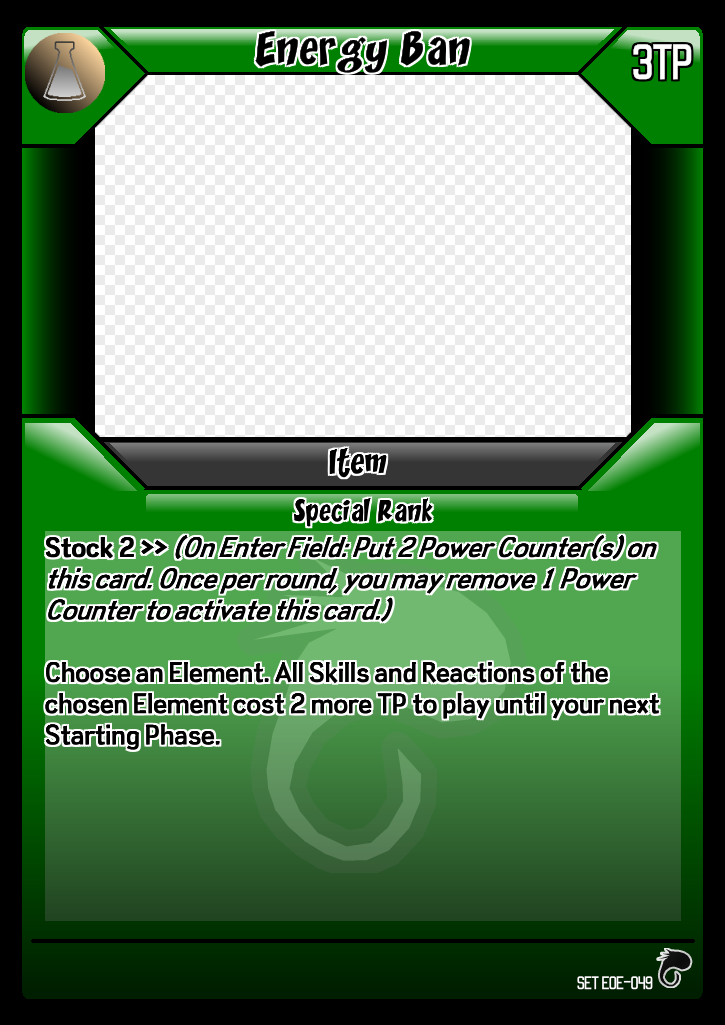 Energy Ban
3TP
Item
Special Rank
Stock 2 >> (On Enter Field: Put 2 Power Counter(s) on
this card. Once per round, you may remove 1 Power
Counter to activate this card.)
Choose an Element. All Skills and Reactions of the
chosen Element cost 2 more TP to play until your next
Starting Phase.
SET EOE-049